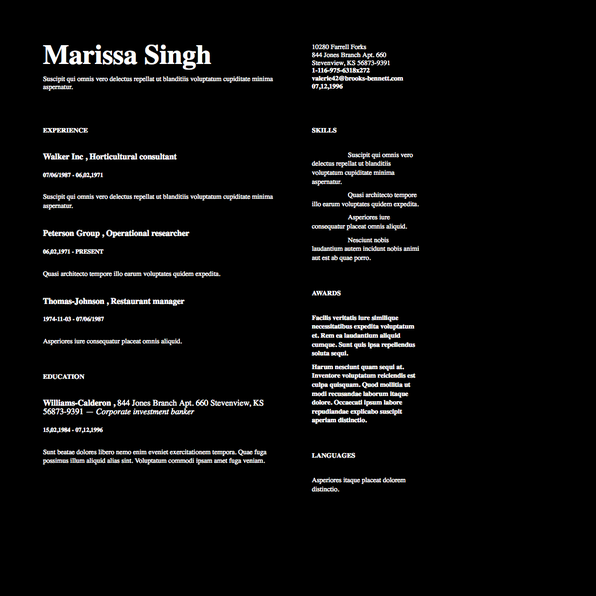 Marissa Singh
Suscipit qui omnis vero delectus repellat ut blanditiis voluptatum cupiditate minima
aspernatur.
EXPERIENCE
Walker Inc , Horticultural consultant
07/06/1987 - 06,02,1971
Suscipit qui omnis vero delectus repellat ut blanditiis voluptatum cupiditate minima
aspernatur.
Peterson Group , Operational researcher
06,02,1971 - PRESENT
Quasi architecto tempore illo earum voluptates quidem expedita.
Thomas-Johnson , Restaurant manager
1974-11-03 - 07/06/1987
Asperiores iure consequatur placeat omnis aliquid.
EDUCATION
Williams-Calderon , 844 Jones Branch Apt. 660 Stevenview, KS
56873-9391 — Corporate investment banker
15,02,1984 - 07,12,1996
Sunt beatae dolores libero nemo enim eveniet exercitationem tempora. Quae fuga
possimus illum aliquid alias sint. Voluptatum commodi ipsam amet fuga veniam.
10280 Farrell Forks
844 Jones Branch Apt. 660
Stevenview, KS 56873-9391
1-116-975-6318x272
valerie42@brooks-bennett.com
07,12,1996
SKILLS
Suscipit qui omnis vero
delectus repellat ut blanditiis
voluptatum cupiditate minima
aspernatur.
Quasi architecto tempore
illo earum voluptates quidem expedita.
Asperiores iure
consequatur placeat omnis aliquid.
Nesciunt nobis
laudantium autem incidunt nobis animi
aut est ab quae porro.
AWARDS
Facilis veritatis iure similique
necessitatibus expedita voluptatum
et. Rem ea laudantium aliquid
cumque. Sunt quis ipsa repellendus
soluta sequi.
Harum nesciunt quam sequi at.
Inventore voluptatum reiciendis est
culpa quisquam. Quod mollitia ut
modi recusandae laborum itaque
dolore. Occaecati ipsum labore
repudiandae explicabo suscipit
aperiam distinctio.
LANGUAGES
Asperiores itaque placeat dolorem
distinctio.